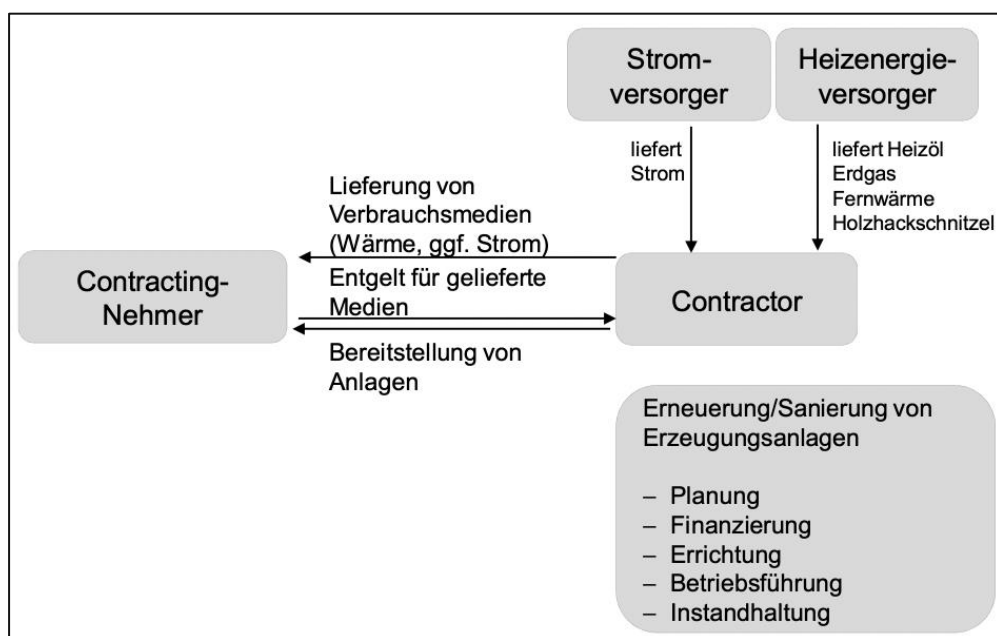 Strom-
versorger
Heizenergie-
versorger
liefert
Strom
liefert Heizöl
Erdgas
Fernwärme
Holzhackschnitzel
Lieferung von
Verbrauchsmedien
(Wärme, ggf. Strom)
Contracting-
Nehmer
Entgelt für gelieferte
Medien
Contractor
Bereitstellung von
Anlagen
Erneuerung/Sanierung von
Erzeugungsanlagen
– Planung
– Finanzierung
– Errichtung
– Betriebsführung
– Instandhaltung